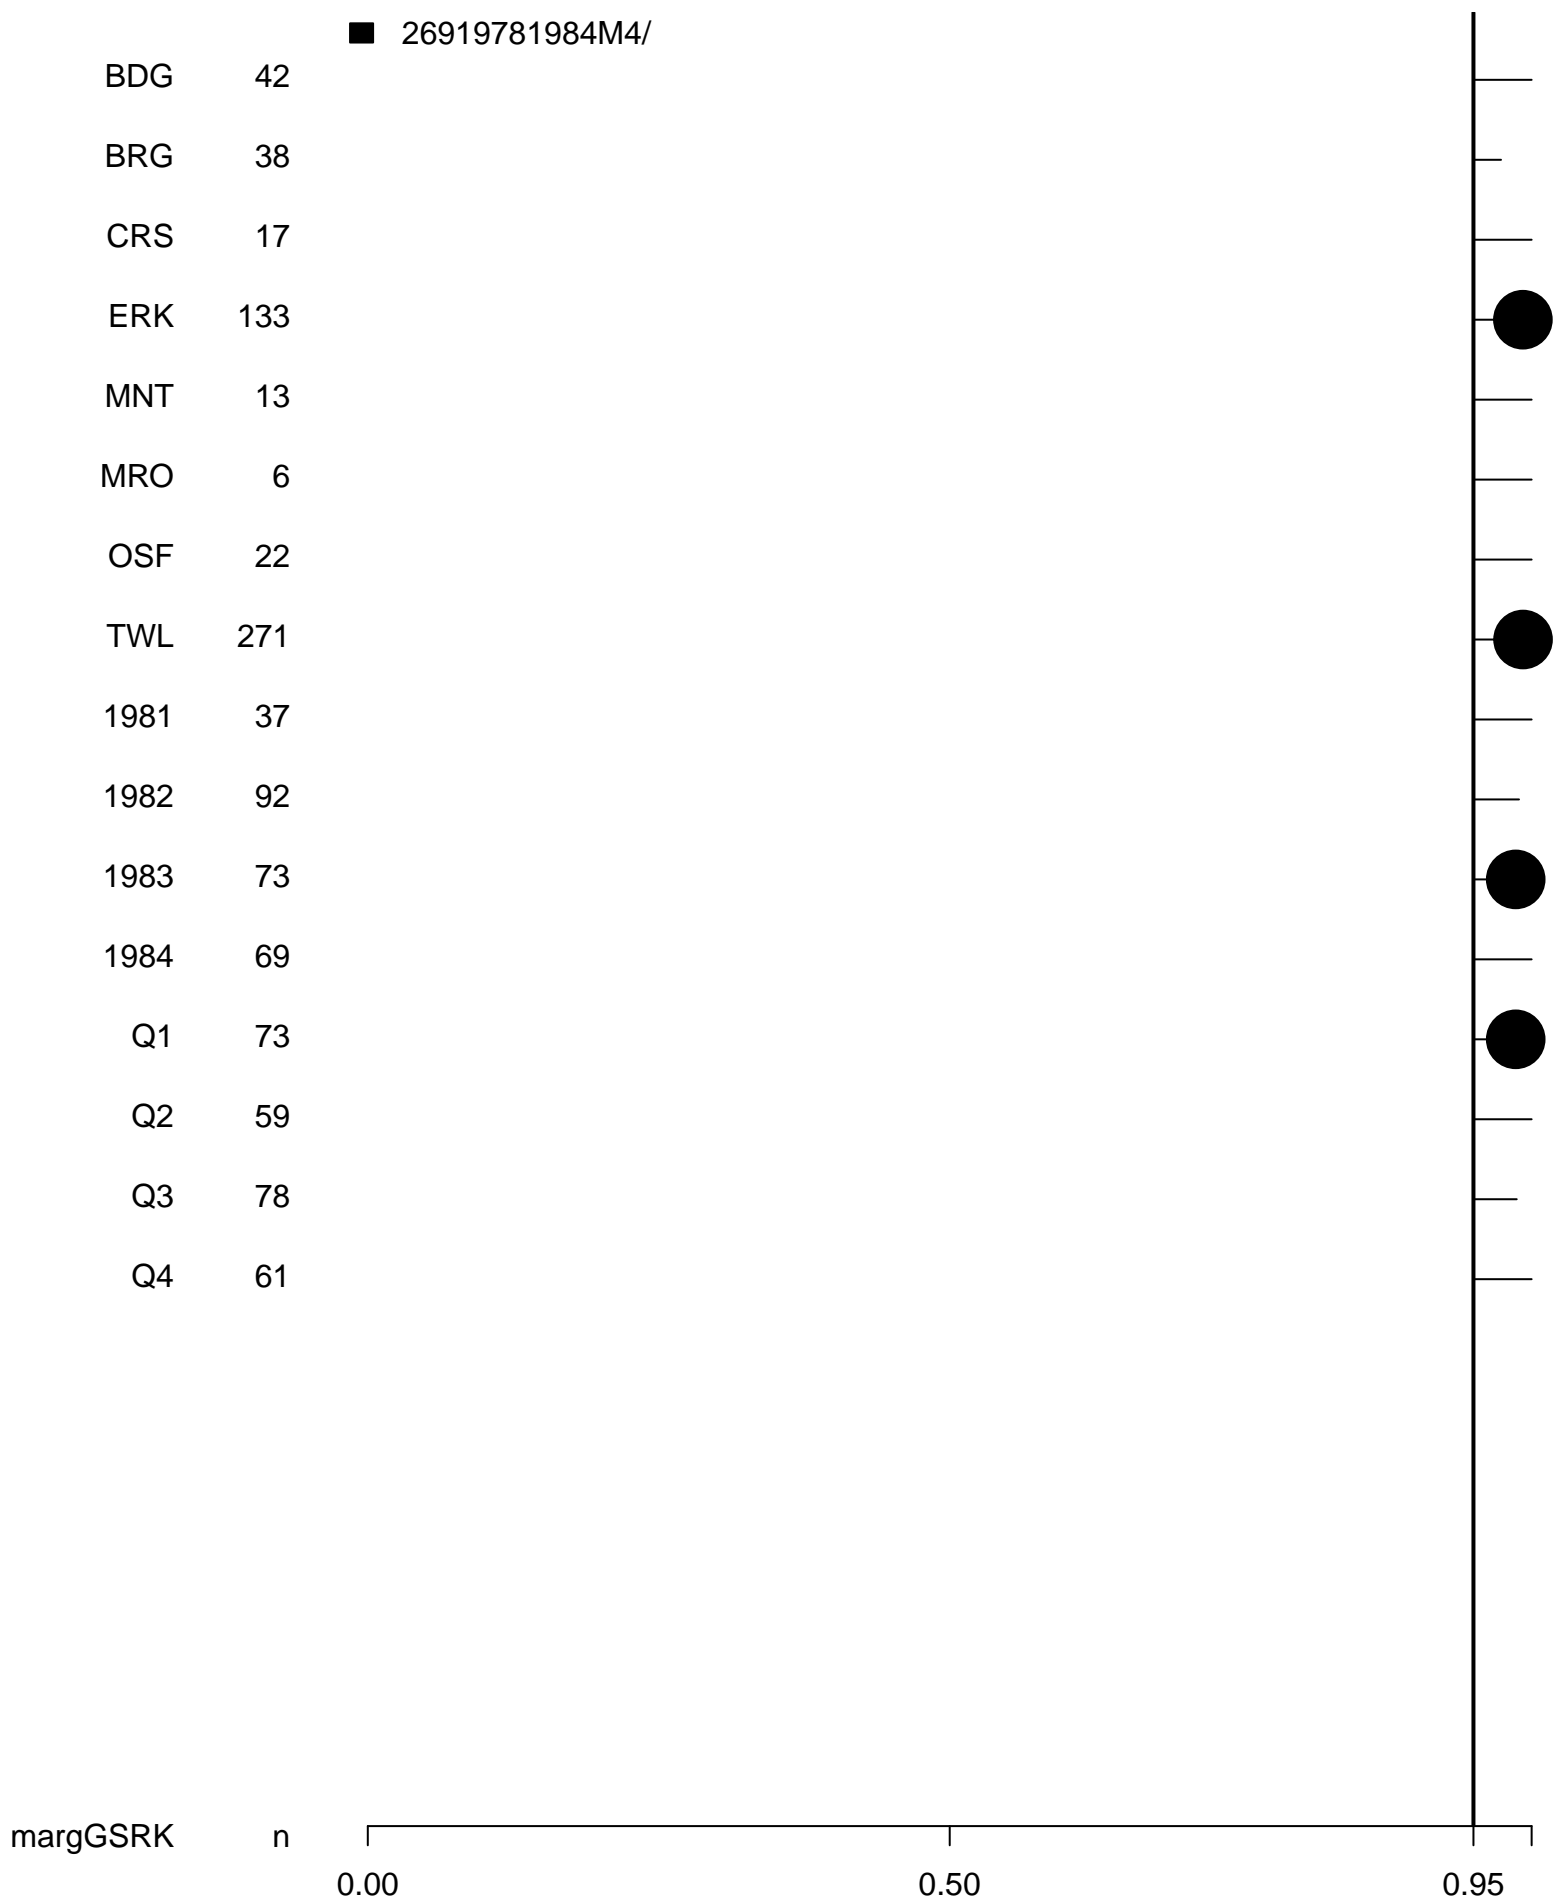 26919781984M4/
BDG 42
BRG 38
CRS 17
ERK 133
MNT 13
MRO 6
OSF 22
TWL 271
1981 37
1982 92
1983 73
1984 69
Q1 73
Q2 59
Q3 78
Q4 61
margGSRK n
0.00 0.50 0.95